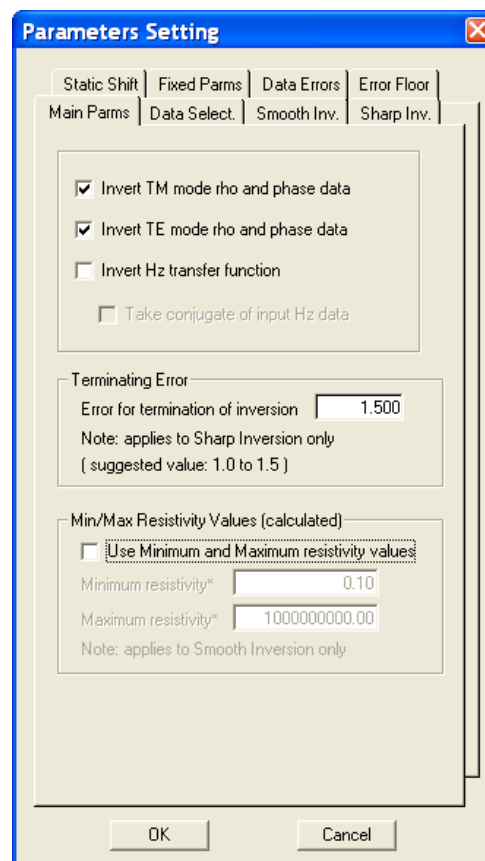 Parameters Setting
Static Shift Fixed Parms Data Errors Error Floor
Main Parms Data Select. Smooth Inv. Sharp Inv.
Invert TM mode rho and phase data
Invert TE mode rho and phase data
Invert Hz transfer function
Take conjugate of input Hz data
Terminating Error
Error for termination of inversion 1.500
Note: applies to Sharp Inversion only
( suggested value: 1.0 to 1.5 )
Min/Max Resistivity Values (calculated)
Use Minimum and Maximum resistivity values
Minimum resistivity* 0.10
Maximum resistivity* 1000000000.00
Note: applies to Smooth Inversion only
OK Cancel